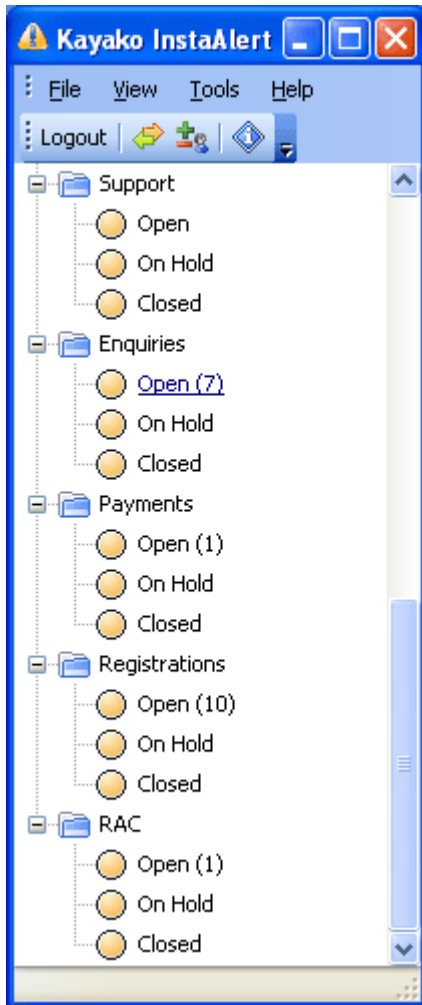 Kayako InstaAlert
File View Tools Help
Logout
Support
Open
On Hold
Closed
Enquiries
Open (7)
On Hold
Closed
Payments
Open (1)
On Hold
Closed
Registrations
Open (10)
On Hold
Closed
RAC
Open (1)
On Hold
Closed